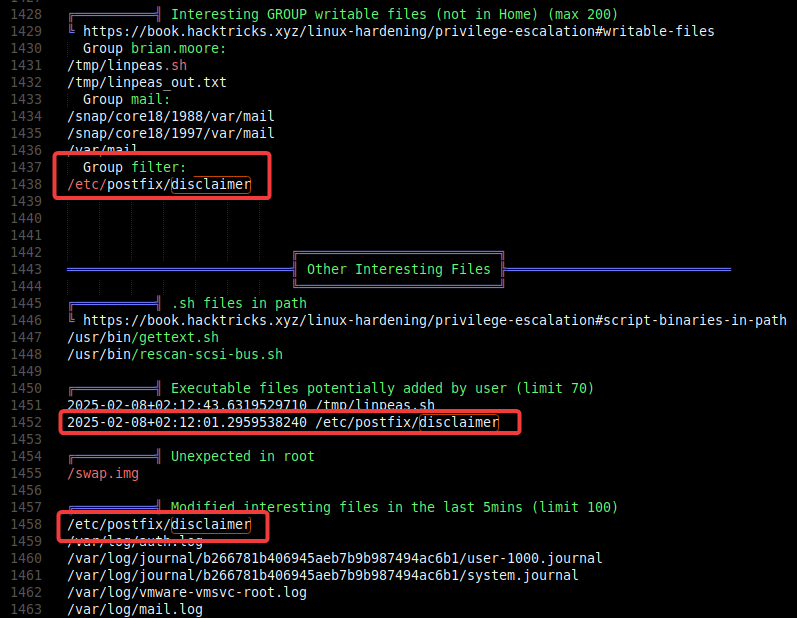 1428 Interesting GROUP writable files (not in Home) (max 200)
1429 https://book.hacktricks.xyz/linux-hardening/privilege-escalation#writable-files
1430 Group brian.moore:
1431 /tmp/linpeas.sh
1432 /tmp/linpeas_out.txt
1433 Group mail:
1434 /snap/core18/1988/var/mail
1435 /snap/core18/1997/var/mail
1436 /var/mail
1437 Group filter:
1438 /etc/postfix/disclaimer
1439
1440
1441
1442
1443 Other Interesting Files
1444
1445 .sh files in path
1446 https://book.hacktricks.xyz/linux-hardening/privilege-escalation#script-binaries-in-path
1447 /usr/bin/gettext.sh
1448 /usr/bin/rescan-scsi-bus.sh
1449
1450 Executable files potentially added by user (limit 70)
1451 2025-02-08+02:12:43.6319529710 /tmp/linpeas.sh
1452 2025-02-08+02:12:01.2959538240 /etc/postfix/disclaimer
1453
1454 Unexpected in root
1455 /swap.img
1456
1457 Modified interesting files in the last 5mins (limit 100)
1458 /etc/postfix/disclaimer
1459 /var/log/auth.log
1460 /var/log/journal/b266781b406945aeb7b9b987494ac6b1/user-1000.journal
1461 /var/log/journal/b266781b406945aeb7b9b987494ac6b1/system.journal
1462 /var/log/vmware-vmsvc-root.log
1463 /var/log/mail.log